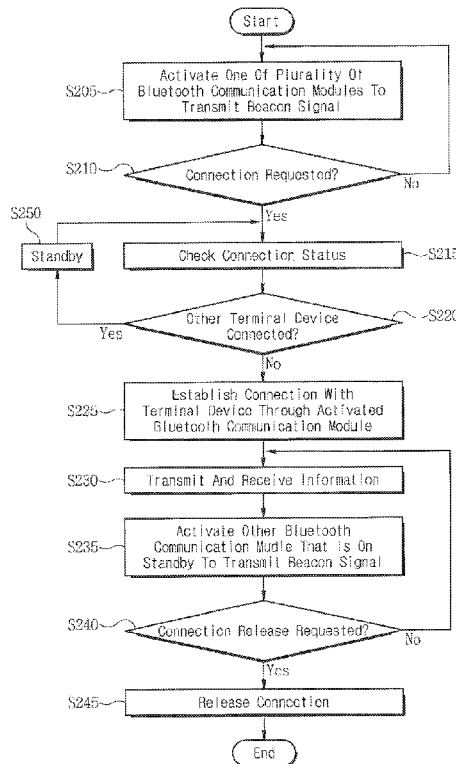 Start
S205
Activate One Of Plurality Of
Bluetooth Communication Modules To
Transmit Beacon Signal
S210
Connection Requested?
No
Yes
S250
Standby
Check Connection Status
S215
Other Terminal Device
Connected?
S220
Yes
No
S225
Establish Connection With
Terminal Device Through Activated
Bluetooth Communication Module
S230
Transmit And Receive Information
S235
Activate Other Bluetooth
Communication Mudle That is On
Standby To Transmit Beacon Signal
S240
Connection Release Requested?
No
Yes
S245
Release Connection
End